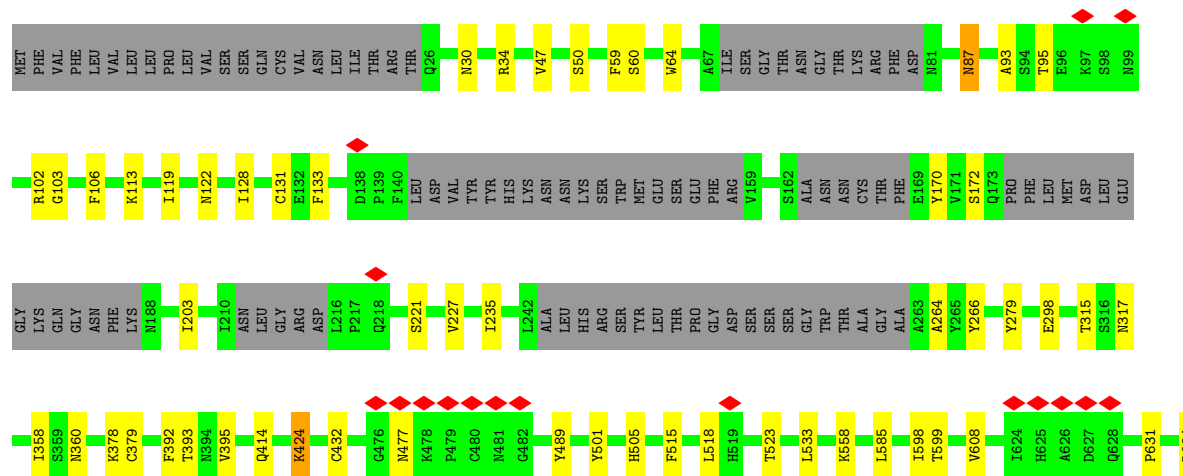 MET PHE VAL PHE LEU VAL LEU LEU PRO LEU VAL SER SER GLN CYS VAL ASN LEU ILE THR ARG THR Q26 N30 R34 V47 S50 F59 S60 W64 A67 ILE SER GLY THR ASN GLY THR LYS ARG PHE ASP N81 N87 A93 S94 T95 E96 K97 S98 N99
R102 G103 F106 K113 I119 N122 I128 C131 E132 F133 D138 P139 F140 LEU ASP VAL TYR TYR HIS LYS ASN ASN LYS SER TRP MET GLU SER GLU PHE ARG V159 S162 ALA ASN ASN CYS THR PHE E169 Y170 V171 S172 Q173 PRO PHE LEU MET ASP LEU GLU
GLY LYS GLN GLY ASN PHE LYS N188 I203 I210 ASN LEU GLY ARG ASP L216 P217 Q218 S221 V227 I235 L242 ALA LEU HIS ARG SER TYR LEU THR PRO GLY ASP SER SER SER GLY TRP THR ALA GLY ALA A263 A264 Y265 Y266 Y279 E298 T315 S316 N317
I358 S359 N360 K378 C379 F392 T393 N394 V395 Q414 K424 C432 G476 N477 K478 P479 C480 N481 G482 Y489 Y501 H505 F515 L518 H519 T523 L533 K558 L585 I598 T599 V608 I624 H625 A626 D627 Q628 P631